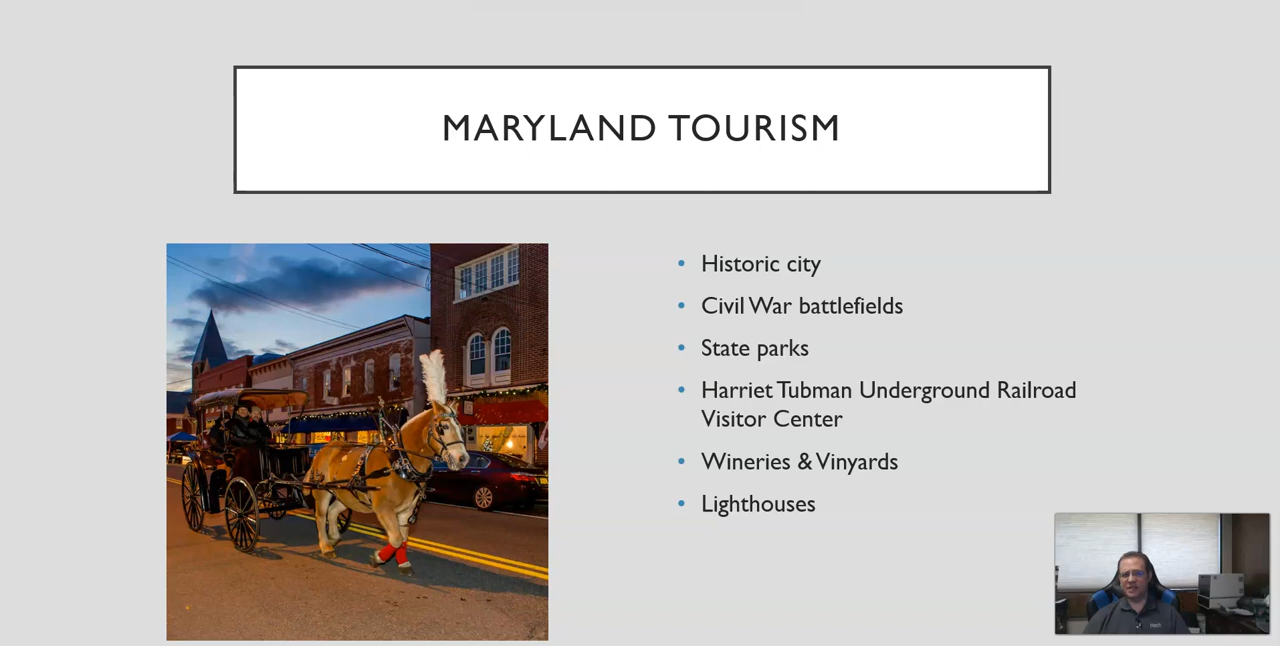 MARYLAND TOURISM
• Historic city
• Civil War battlefields
• State parks
• Harriet Tubman Underground Railroad
Visitor Center
• Wineries & Vinyards
• Lighthouses